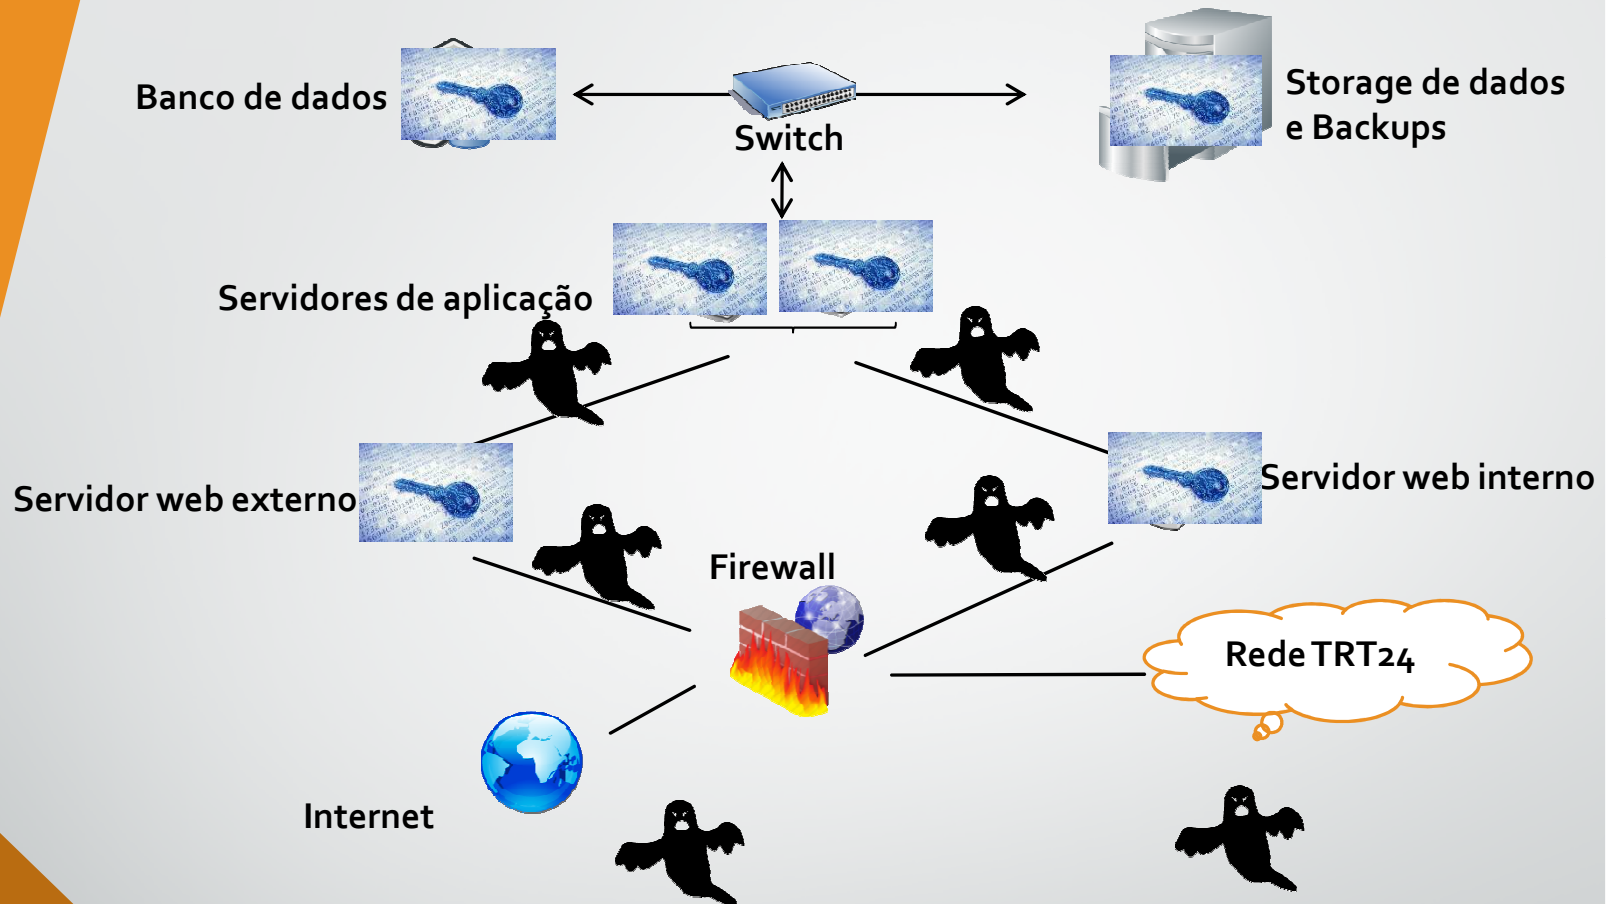 Banco de dados
Storage de dados
e Backups
Switch
Servidores de aplicação
Servidor web externo
Servidor web interno
Firewall
Rede TRT24
Internet